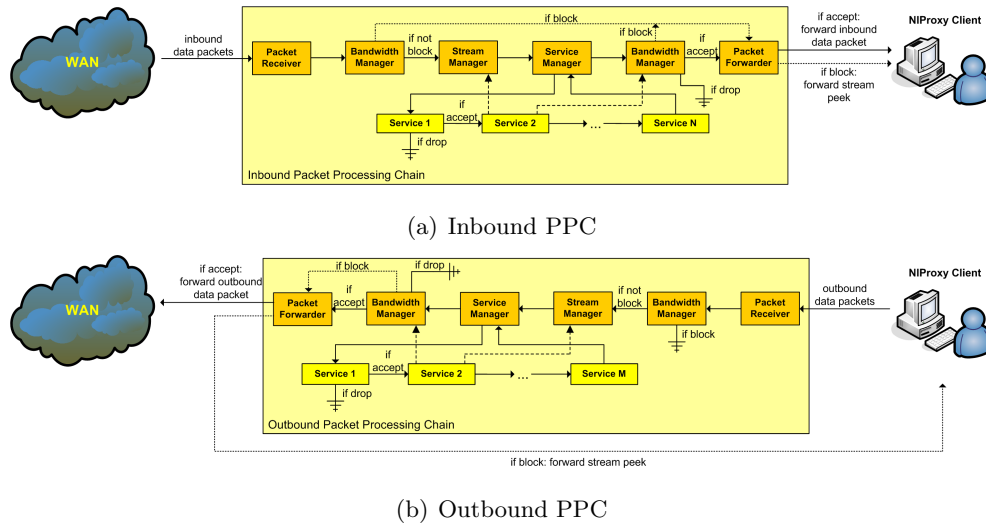 WAN
inbound
data packets
Packet
Receiver
Bandwidth
Manager
if not
block
Stream
Manager
Service
Manager
if block
if block
Bandwidth
Manager
if
accept
Packet
Forwarder
if accept:
forward inbound
data packet
NIProxy Client
if block:
forward stream
peek
if drop
Service 1
if
accept
Service 2
...
Service N
if drop
Inbound Packet Processing Chain
(a) Inbound PPC
WAN
if accept:
forward outbound
data packet
Packet
Forwarder
if block
if
accept
Bandwidth
Manager
if drop
Service
Manager
Stream
Manager
if not
block
Bandwidth
Manager
if block
Packet
Receiver
outbound
data packets
NIProxy Client
Service 1
if
accept
Service 2
...
Service M
if drop
Outbound Packet Processing Chain
if block: forward stream peek
(b) Outbound PPC